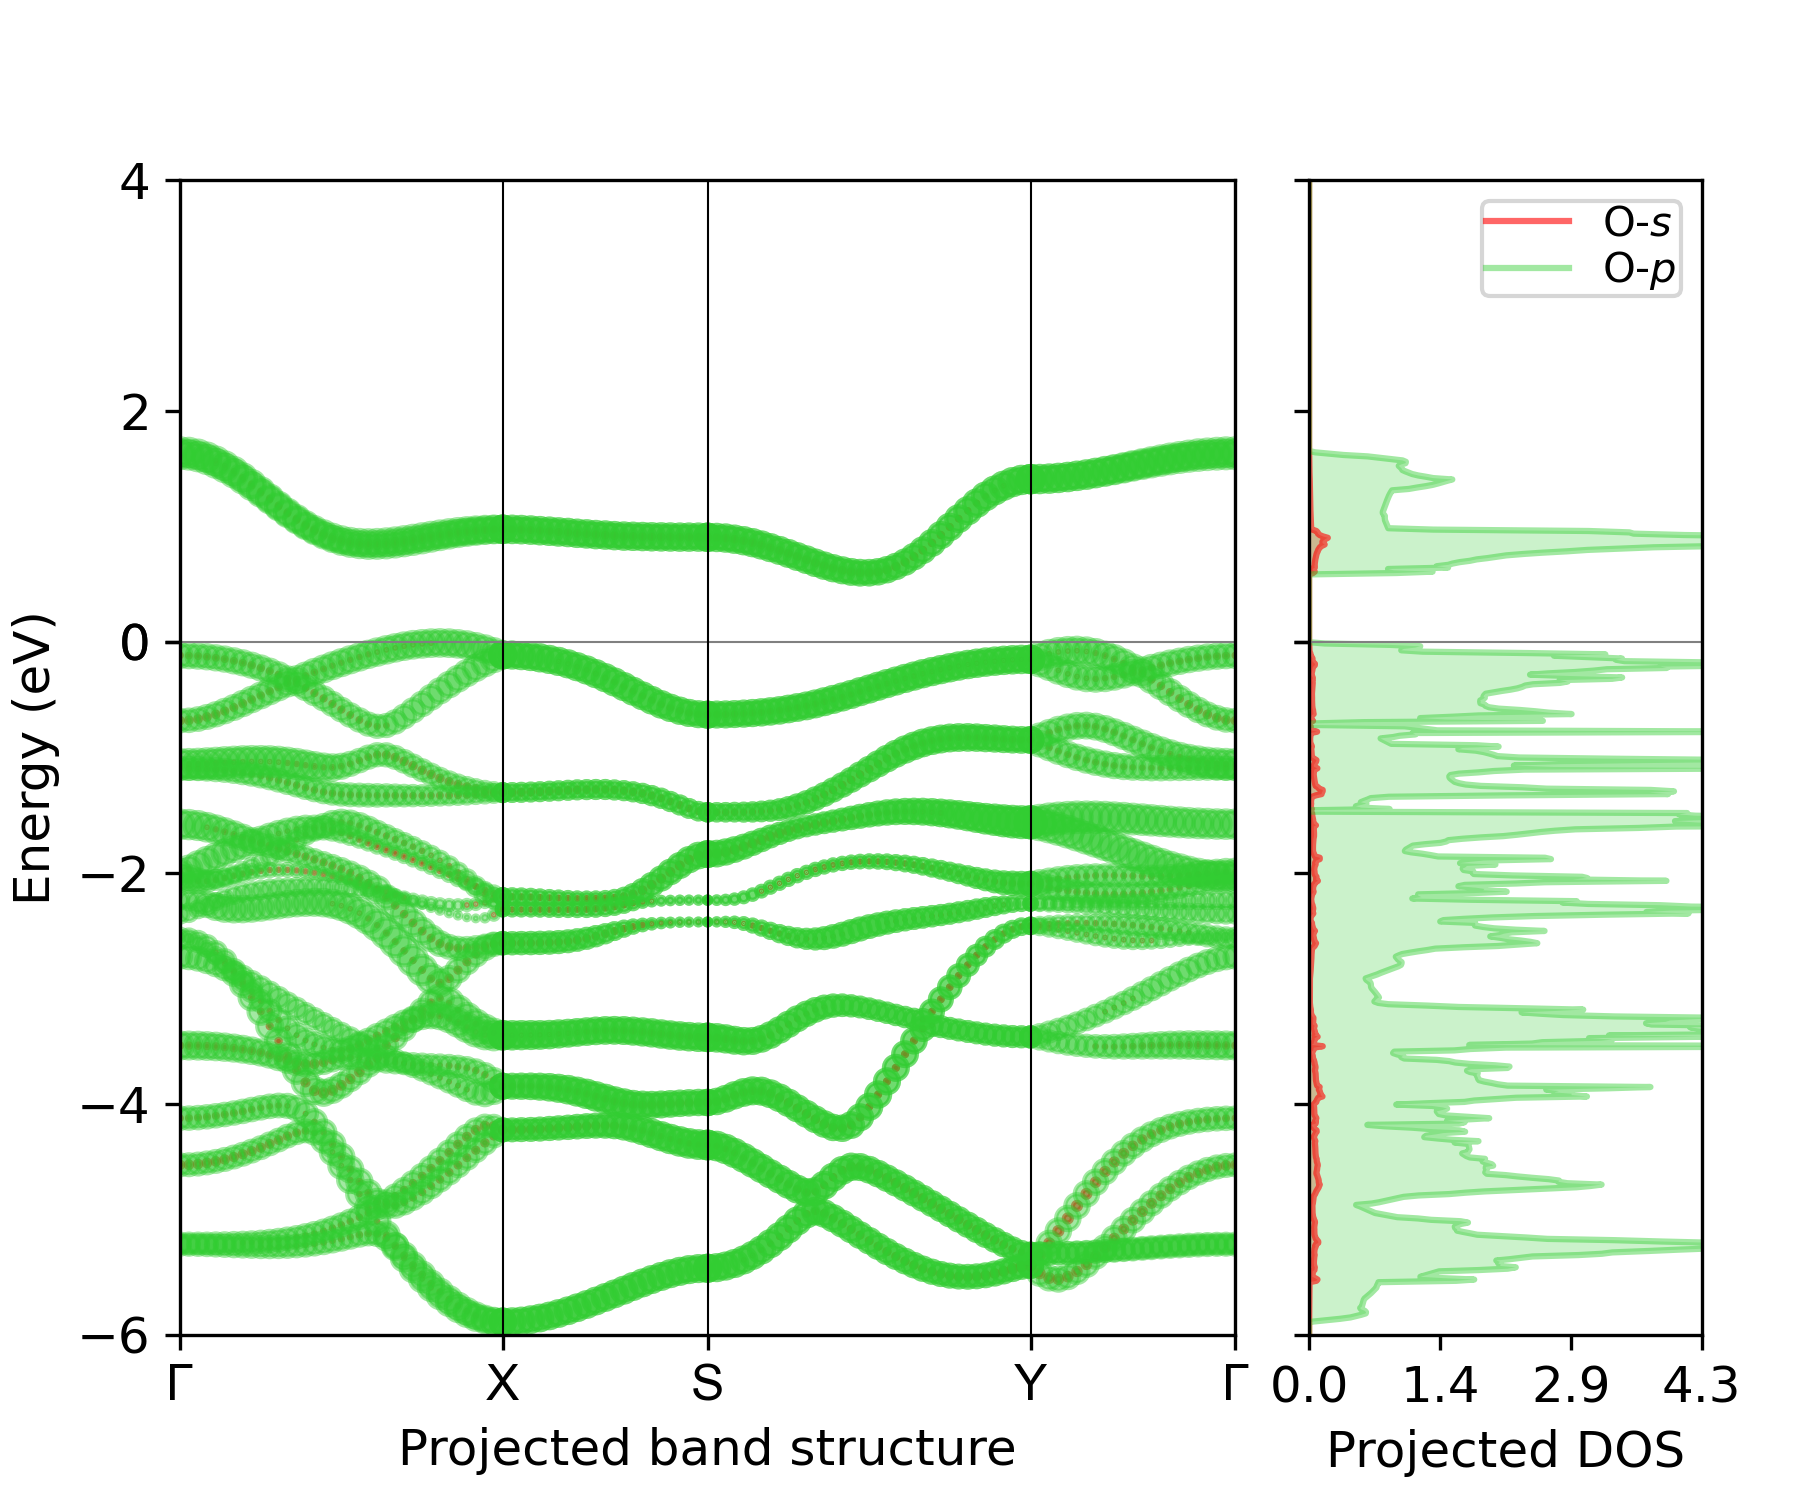 4
2
0
−2
−4
−6
Energy (eV)
Γ X S Y Γ
Projected band structure
O-s
O-p
0.0 1.4 2.9 4.3
Projected DOS